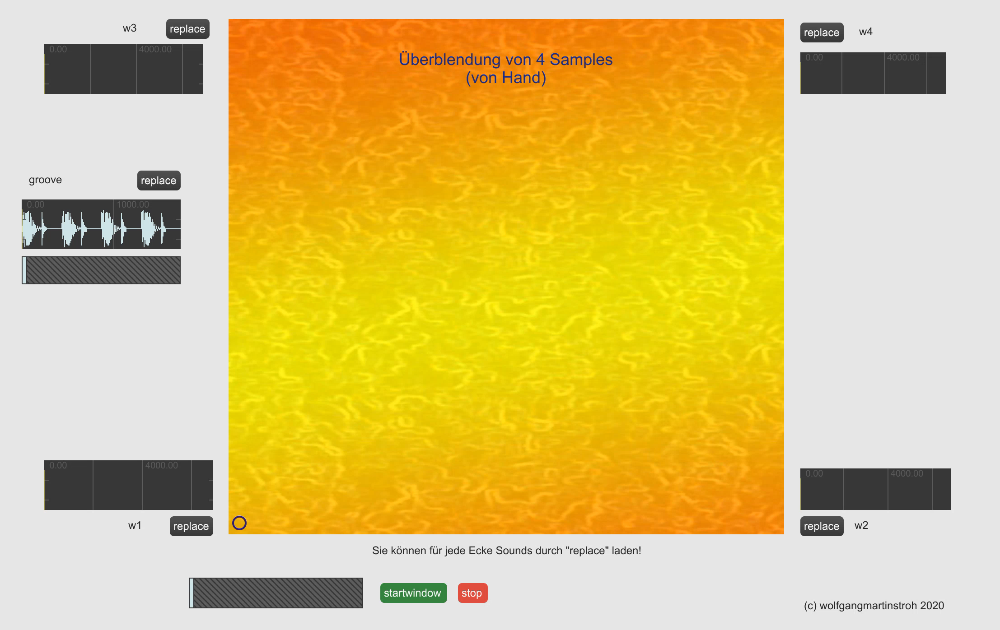 w3
replace
replace
w4
0.00
4000.00
0.00
4000.00
Überblendung von 4 Samples
(von Hand)
groove
replace
0.00
1000.00
0.00
4000.00
0.00
4000.00
w1
replace
replace
w2
Sie können für jede Ecke Sounds durch "replace" laden!
startwindow
stop
(c) wolfgangmartinstroh 2020